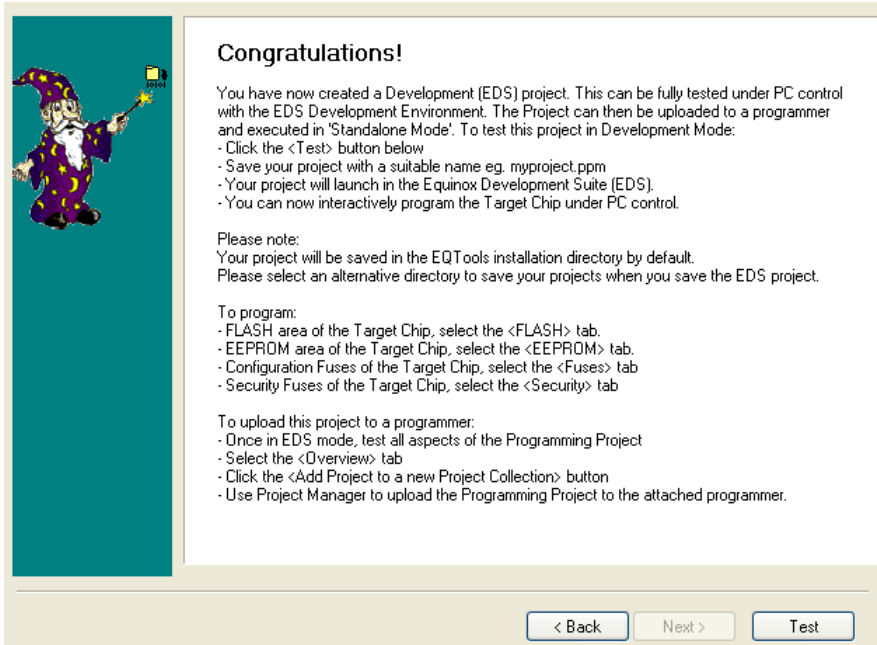 Congratulations!
You have now created a Development (EDS) project. This can be fully tested under PC control
with the EDS Development Environment. The Project can then be uploaded to a programmer
and executed in 'Standalone Mode'. To test this project in Development Mode:
- Click the <Test> button below
- Save your project with a suitable name eg. myproject.ppm
- Your project will launch in the Equinox Development Suite (EDS).
- You can now interactively program the Target Chip under PC control.
Please note:
Your project will be saved in the EQTools installation directory by default.
Please select an alternative directory to save your projects when you save the EDS project.
To program:
- FLASH area of the Target Chip, select the <FLASH> tab.
- EEPROM area of the Target Chip, select the <EEPROM> tab.
- Configuration Fuses of the Target Chip, select the <Fuses> tab
- Security Fuses of the Target Chip, select the <Security> tab
To upload this project to a programmer:
- Once in EDS mode, test all aspects of the Programming Project
- Select the <Overview> tab
- Click the <Add Project to a new Project Collection> button
- Use Project Manager to upload the Programming Project to the attached programmer.
< Back
Next >
Test